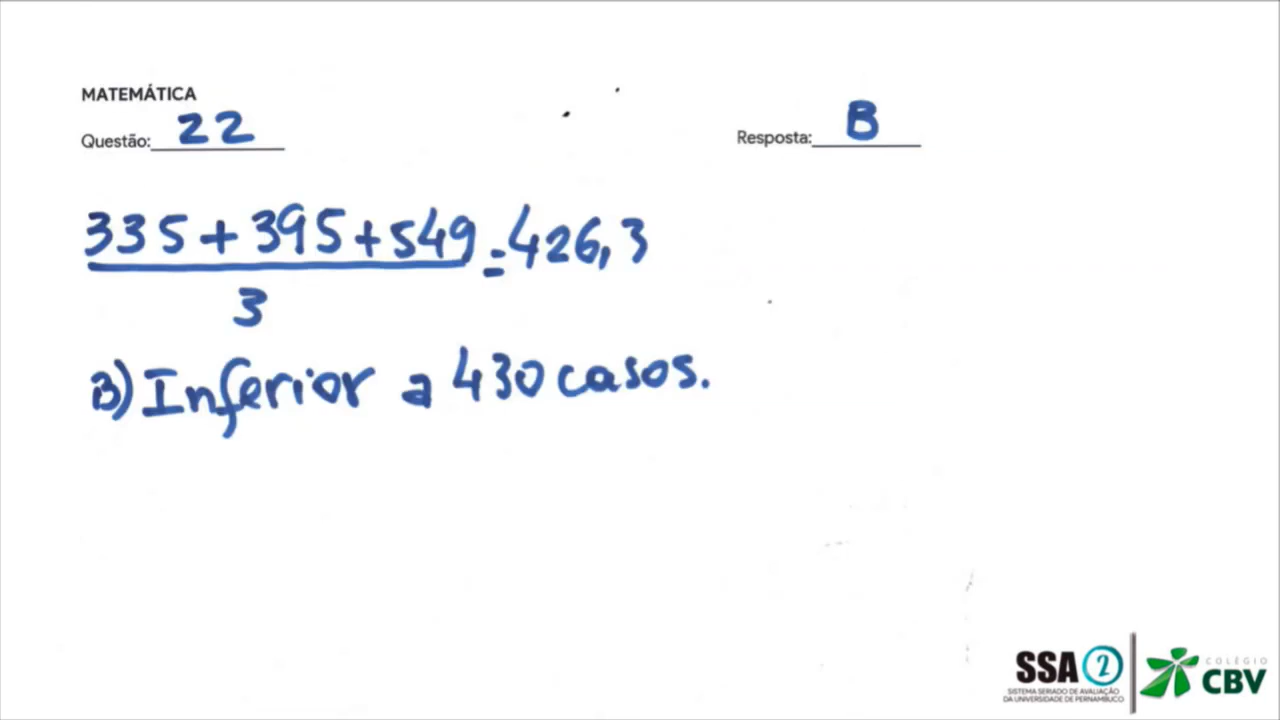 MATEMÁTICA
Questão: 22
Resposta: B
335+395+549
3
=426,3
B) Inferior a 430 casos.
SSA 2
SISTEMA SERIADO DE AVALIAÇÃO
DA UNIVERSIDADE DE PERNAMBUCO
COLÉGIO
CBV